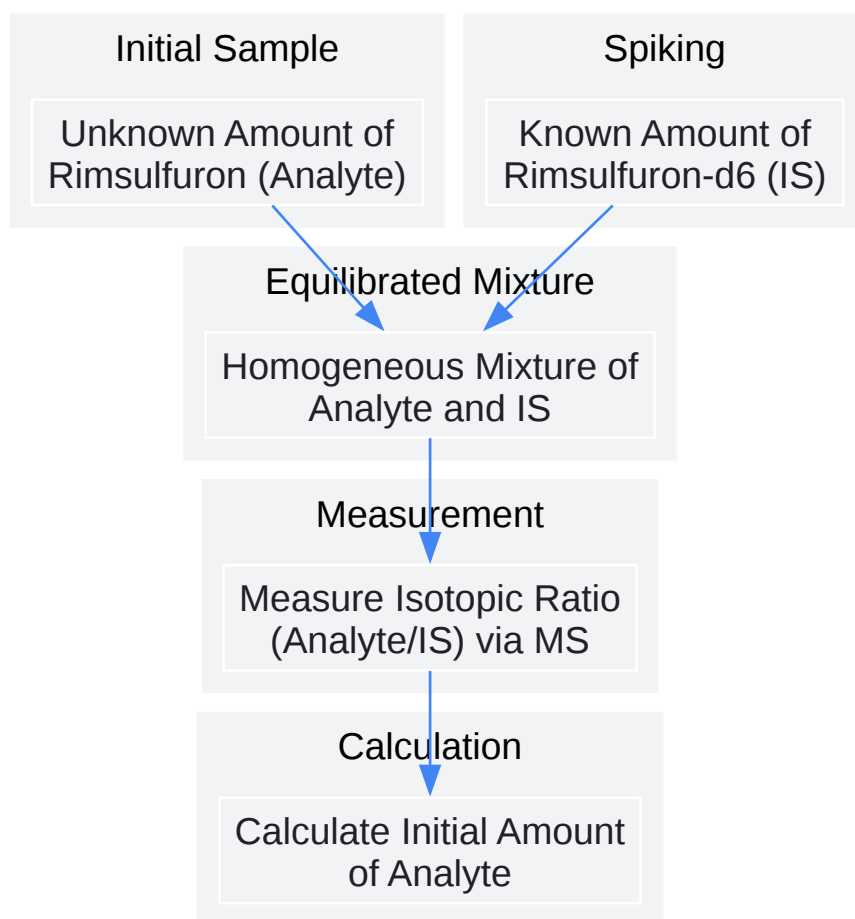 Initial Sample
Unknown Amount of
Rimsulfuron (Analyte)
Spiking
Known Amount of
Rimsulfuron-d6 (IS)
Equilibrated Mixture
Homogeneous Mixture of
Analyte and IS
Measurement
Measure Isotopic Ratio
(Analyte/IS) via MS
Calculation
Calculate Initial Amount
of Analyte